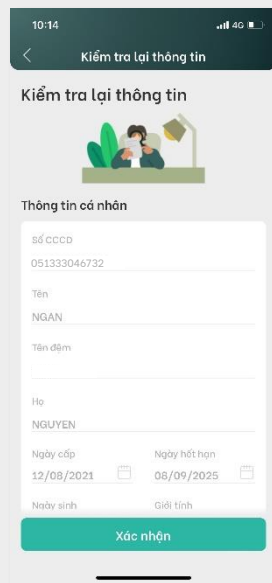 10:14
4G
Kiểm tra lại thông tin
Kiểm tra lại thông tin
Thông tin cá nhân
Số CCCD
051333046732
Tên
NGAN
Tên đệm
Họ
NGUYEN
Ngày cấp Ngày hết hạn
12/08/2021 08/09/2025
Ngày sinh Giới tính
Xác nhận